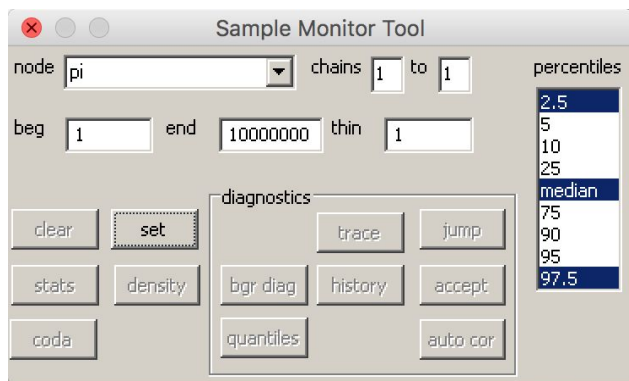 Sample Monitor Tool
node pi chains 1 to 1 percentiles
beg 1 end 10000000 thin 1
2.5
5
10
25
median
75
90
95
97.5
diagnostics
clear set trace jump
stats density bgr diag history accept
coda quantiles auto cor